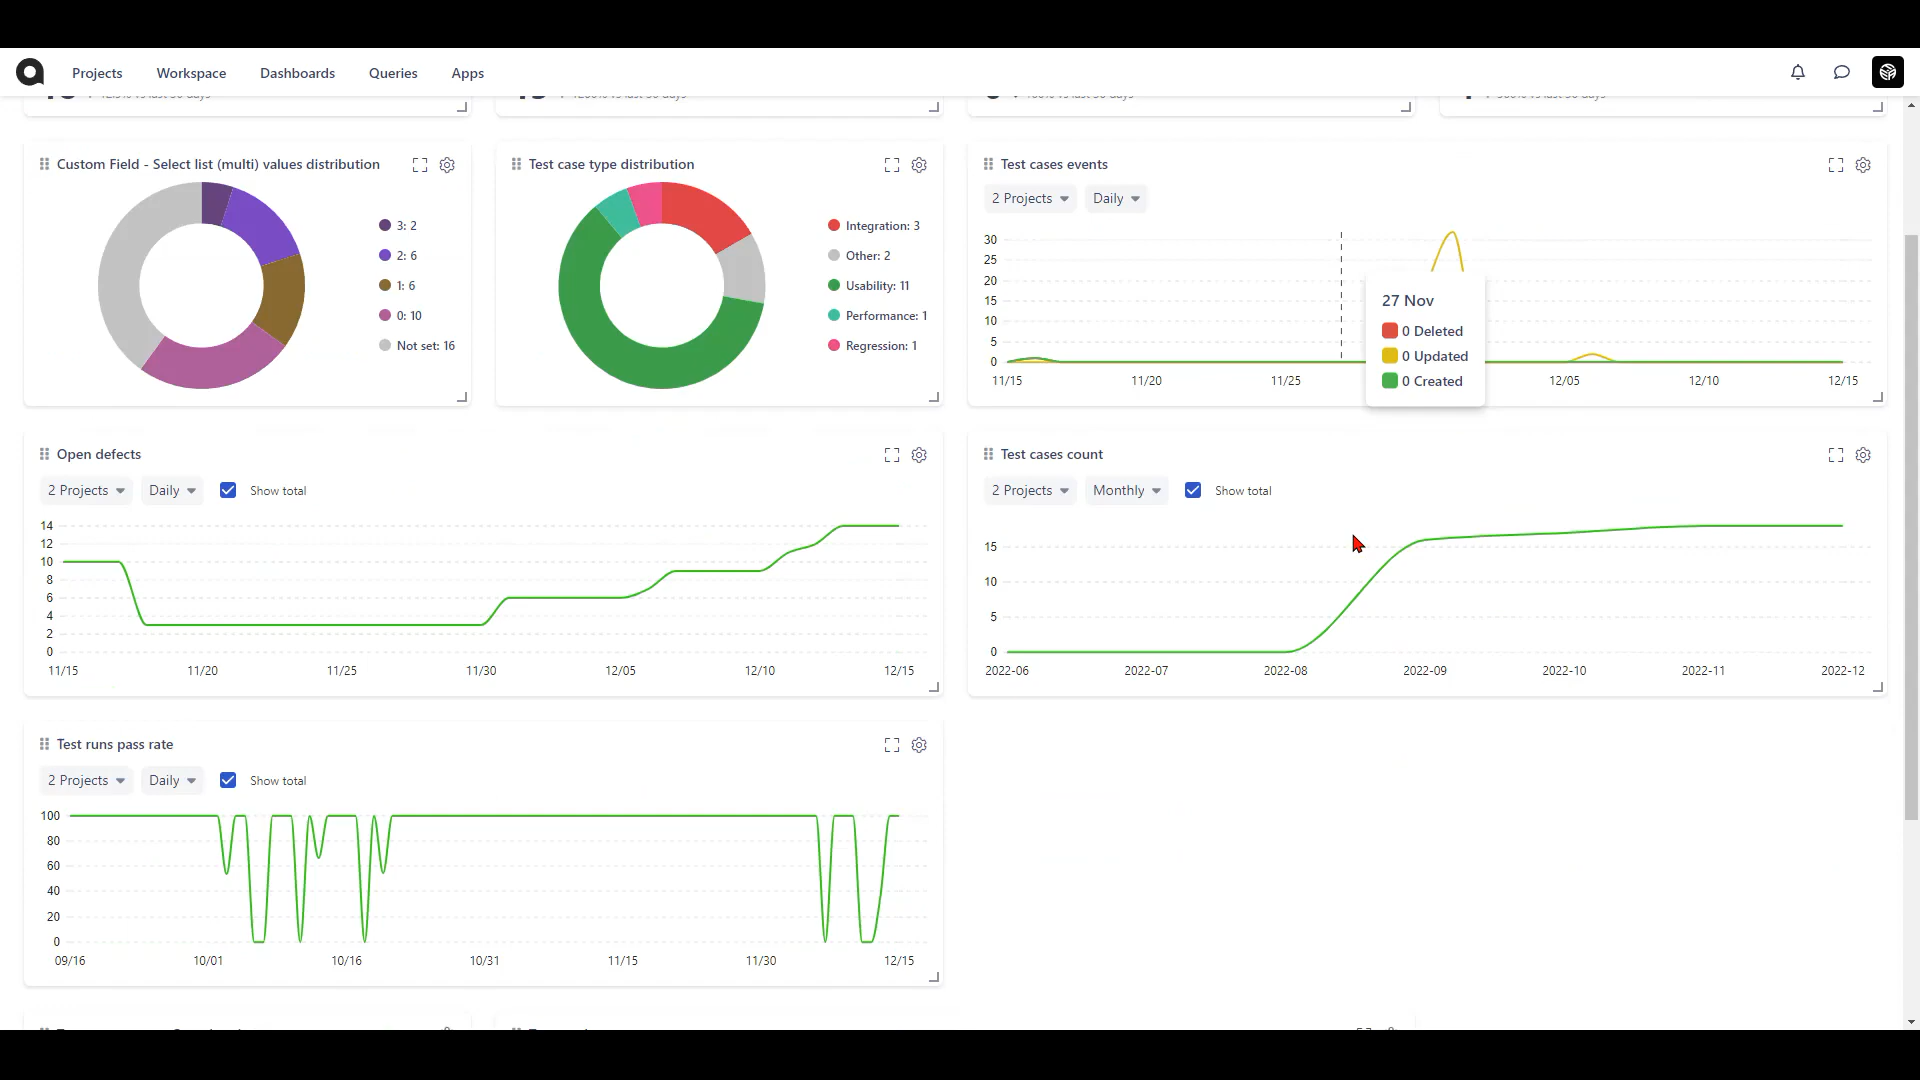 Projects Workspace Dashboards Queries Apps
Custom Field - Select list (multi) values distribution
3: 2
2: 6
1: 6
0: 10
Not set: 16
Test case type distribution
Integration: 3
Other: 2
Usability: 11
Performance: 1
Regression: 1
Test cases events
2 Projects Daily
30
25
20
15
10
5
0
11/15 11/20 11/25 12/05 12/10 12/15
27 Nov
0 Deleted
0 Updated
0 Created
Open defects
2 Projects Daily Show total
14
12
10
8
6
4
2
0
11/15 11/20 11/25 11/30 12/05 12/10 12/15
Test cases count
2 Projects Monthly Show total
15
10
5
0
2022-06 2022-07 2022-08 2022-09 2022-10 2022-11 2022-12
Test runs pass rate
2 Projects Daily Show total
100
80
60
40
20
0
09/16 10/01 10/16 10/31 11/15 11/30 12/15